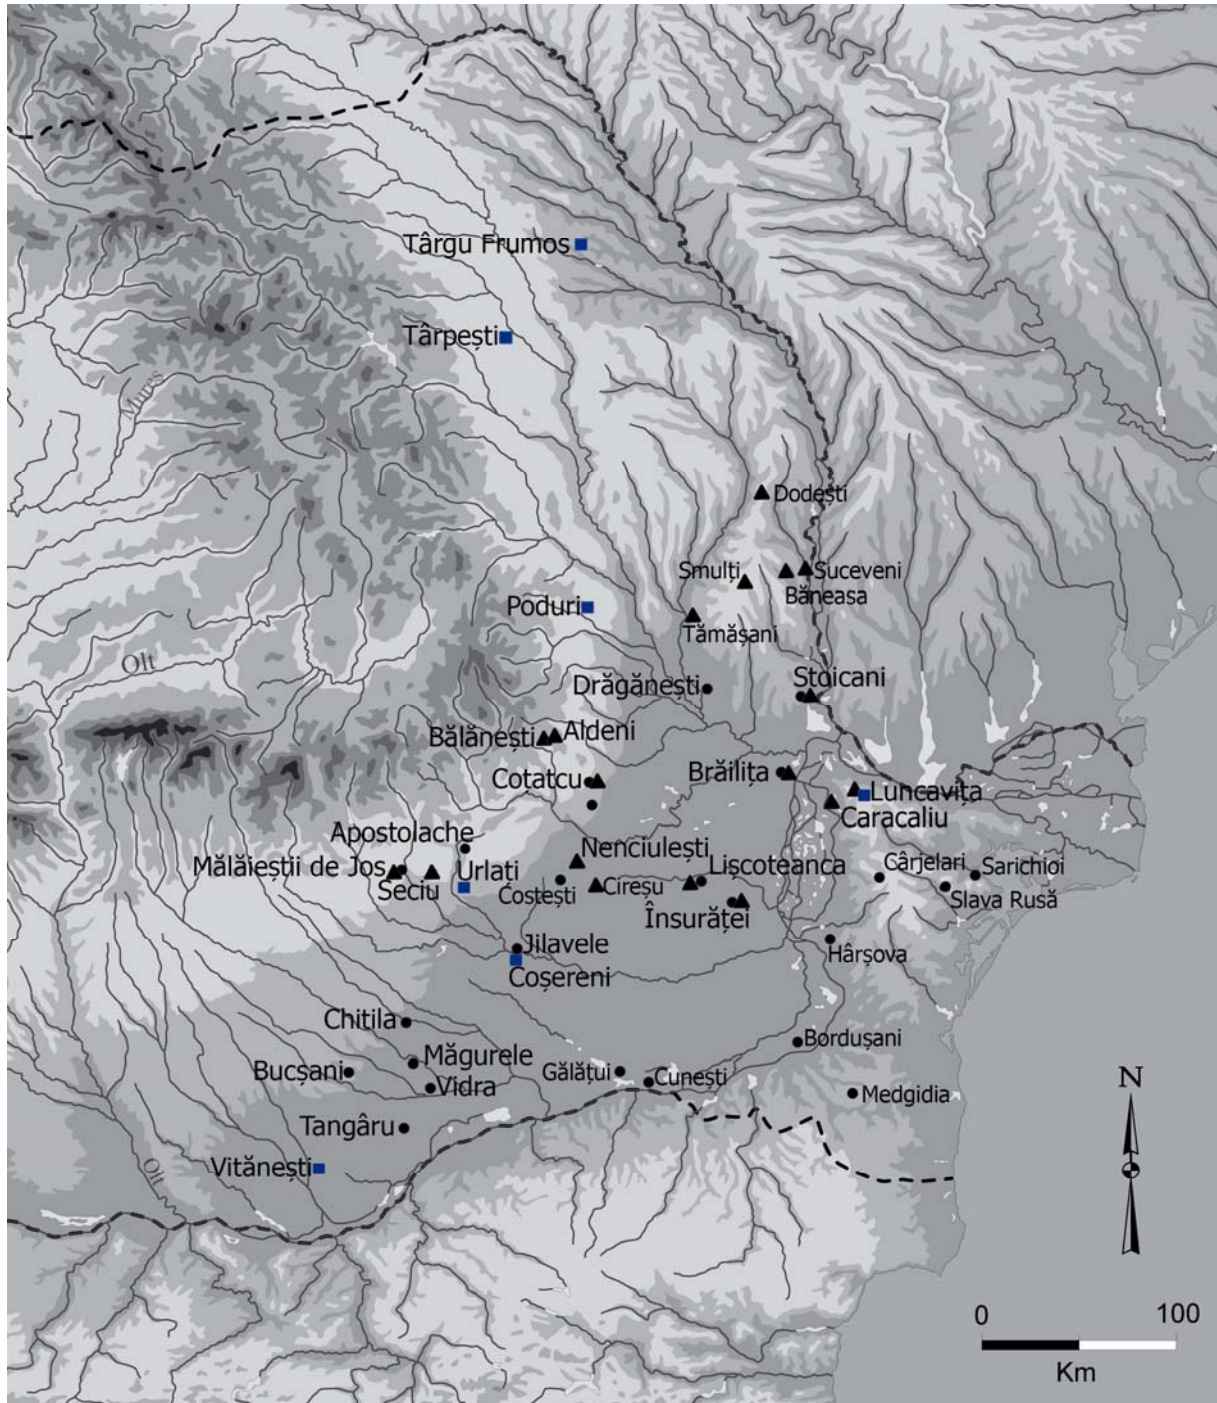 Târgu Frumos
Târpești
Mureș
Dodești
Smulți
Suceveni
Băneasa
Poduri
Tămășani
Olt
Stoicani
Drăgănești
Bălănești
Aldeni
Cotatcu
Brăilița
Luncavița
Caracaliu
Apostolache
Nenciulești
Mălăieștii de Jos
Urlați
Lișcoteanca
Cârjelari
Sarichioi
Seciu
Costești
Cireșu
Slava Rusă
Însurăței
Jilavele
Hârșova
Coșereni
Chitila
Bordușani
Măgurele
Bucșani
Gălățui
Cunești
Vidra
Medgidia
N
Tangâru
Vitănești
Olt
0 100
Km